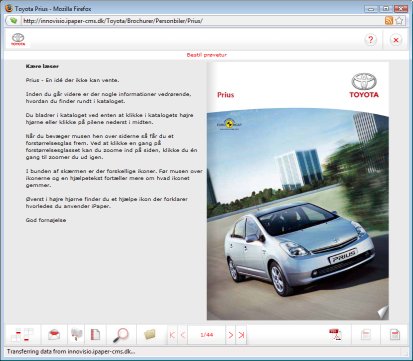 Toyota Prius - Mozilla Firefox
http://innovisio.ipaper-cms.dk/Toyota/Brochurer/Personbiler/Prius/
TOYOTA
Bestil prøvetur
Kære læser
Prius - En idé der ikke kan vente.
Inden du går videre er der nogle informationer vedrørende,
hvordan du finder rundt i kataloget.
Du bladrer i kataloget ved enten at klikke i katalogets højre
hjørne eller klikke på pilene nederst i midten.
Når du bevæger musen hen over siderne så får du et
forstørrelseglas frem. Ved at klikke en gang på
forstørrelseglasset kan du zoome ind på siden, klikke du én
gang til zoomer du ud igen.
I bunden af skærmen er der forskellige ikoner. Før musen over
ikonerne og en hjælpetekst fortæller mere om hvad ikonet
gemmer.
Øverst i højre hjørne finder du et hjælpe ikon der forklarer
hvorledes du anvender iPaper.
God fornøjelse
Prius
TOYOTA
PRIUS
1/44
Transferring data from innovisio.ipaper-cms.dk...